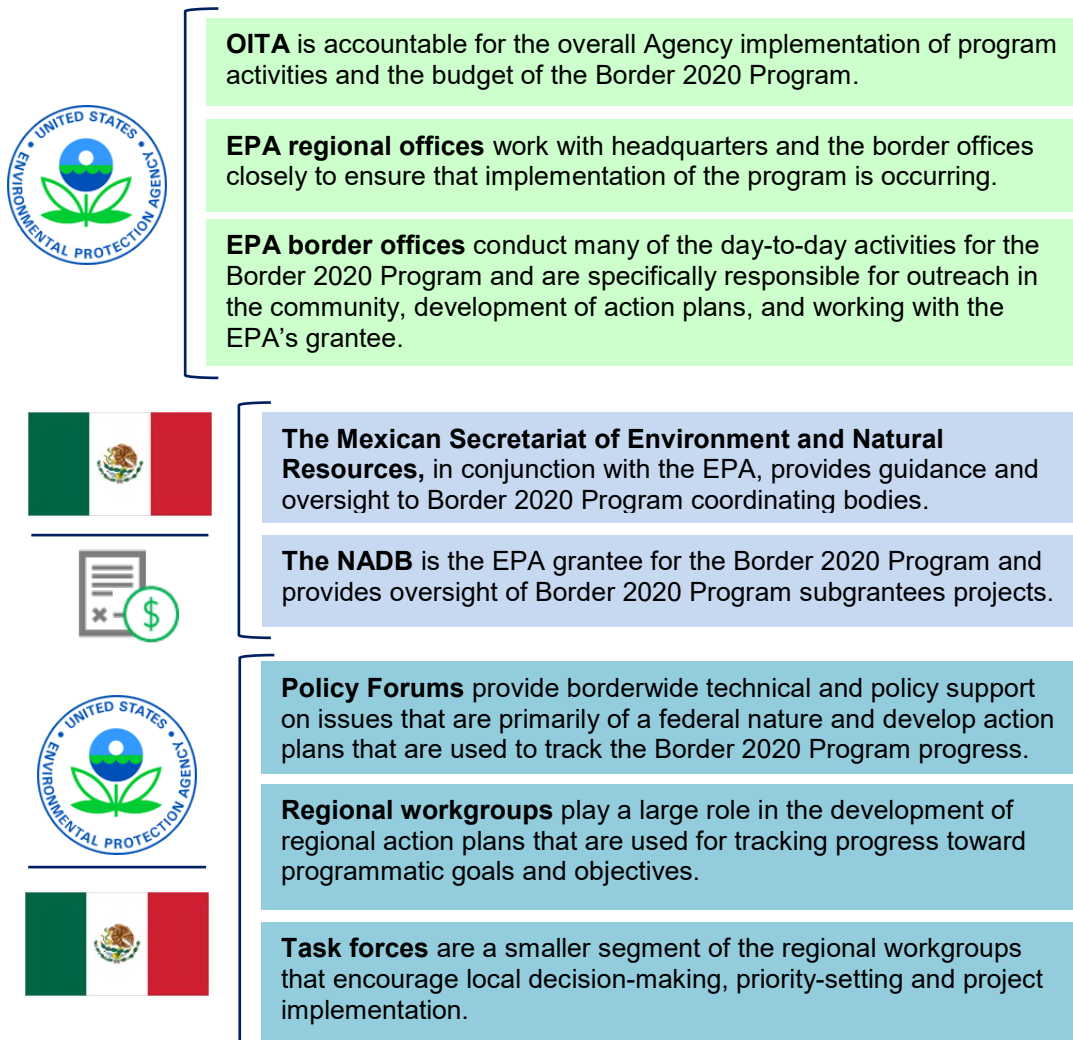 UNITED STATES
ENVIRONMENTAL PROTECTION AGENCY
OITA is accountable for the overall Agency implementation of program
activities and the budget of the Border 2020 Program.
EPA regional offices work with headquarters and the border offices
closely to ensure that implementation of the program is occurring.
EPA border offices conduct many of the day-to-day activities for the
Border 2020 Program and are specifically responsible for outreach in
the community, development of action plans, and working with the
EPA’s grantee.
The Mexican Secretariat of Environment and Natural
Resources, in conjunction with the EPA, provides guidance and
oversight to Border 2020 Program coordinating bodies.
$
The NADB is the EPA grantee for the Border 2020 Program and
provides oversight of Border 2020 Program subgrantees projects.
UNITED STATES
ENVIRONMENTAL PROTECTION AGENCY
Policy Forums provide borderwide technical and policy support
on issues that are primarily of a federal nature and develop action
plans that are used to track the Border 2020 Program progress.
Regional workgroups play a large role in the development of
regional action plans that are used for tracking progress toward
programmatic goals and objectives.
Task forces are a smaller segment of the regional workgroups
that encourage local decision-making, priority-setting and project
implementation.